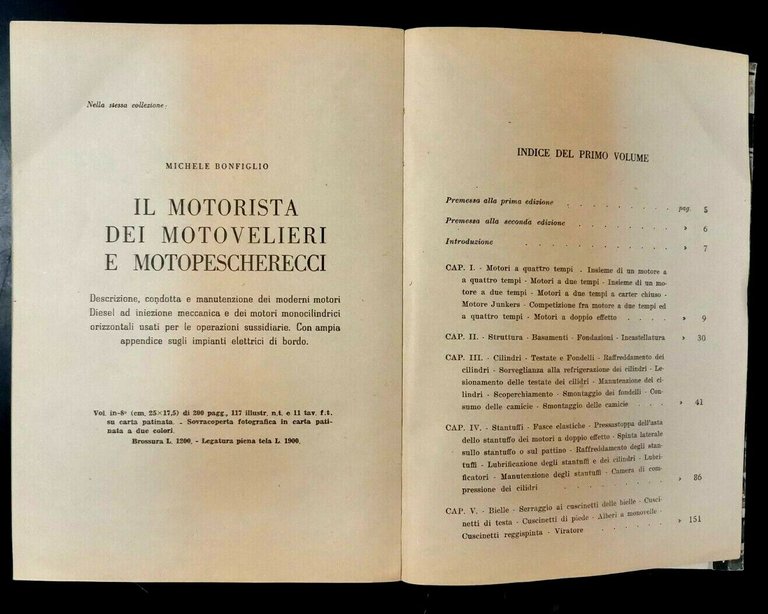 Nella stessa collezione:
MICHELE BONFIGLIO
IL MOTORISTA
DEI MOTOVELIERI
E MOTOPESCHERECCI
Descrizione, condotta e manutenzione dei moderni motori
Diesel ad iniezione meccanica e dei motori monocilindrici
orizzontali usati per le operazioni sussidiarie. Con ampia
appendice sugli impianti elettrici di bordo.
Vol. in-8° (cm. 25×17,5) di 200 pagg., 117 illustr. n.t. e 11 tav. f.t.
su carta patinata. - Sovracoperta fotografica in carta pati-
nata a due colori.
Brossura L. 1200. - Legatura piena tela L. 1900.
INDICE DEL PRIMO VOLUME
Premessa alla prima edizione . . . . . . . . pag. 5
Premessa alla seconda edizione . . . . . . . » 6
Introduzione . . . . . . . . . . » 7
CAP. I. - Motori a quattro tempi . - Insieme di un motore a
a quattro tempi - Motori a due tempi - Insieme di un mo-
tore a due tempi - Motori a due tempi a carter chiuso -
Motore Junkers - Competizione fra motore a due tempi ed
a quattro tempi - Motori a doppio effetto . . . . . » 9
CAP. II. - Struttura - Basamenti - Fondazioni - Incastellatura » 30
CAP. III. - Cilindri - Testate e Fondelli - Raffreddamento dei
cilindri - Sorveglianza alla refrigerazione dei cilindri - Le-
sionamento delle testate dei cilidri - Manutenzione dei ci-
lindri - Scoperchiamento - Smontaggio dei fondelli - Con-
sumo delle camicie - Smontaggio delle camicie . . . . » 41
CAP. IV. - Stantuffi - Fasce elastiche - Pressastoppa dell'asta
dello stantuffo dei motori a doppio effetto - Spinta laterale
sullo stantuffo o sul pattino - Raffreddamento degli stan-
tuffi - Lubrificazione degli stantuffi e dei cilindri - Lubri-
ficatori - Manutenzione degli stantuffi - Camera di com-
pressione dei cilidri . . . . . . . . » 86
CAP. V. - Bielle - Serraggio ai cuscinetti delle bielle - Cusci-
netti di testa - Cuscinetti di piede - Alberi a monovelle -
Cuscinetti reggispinta - Viratore . . . . . . » 151